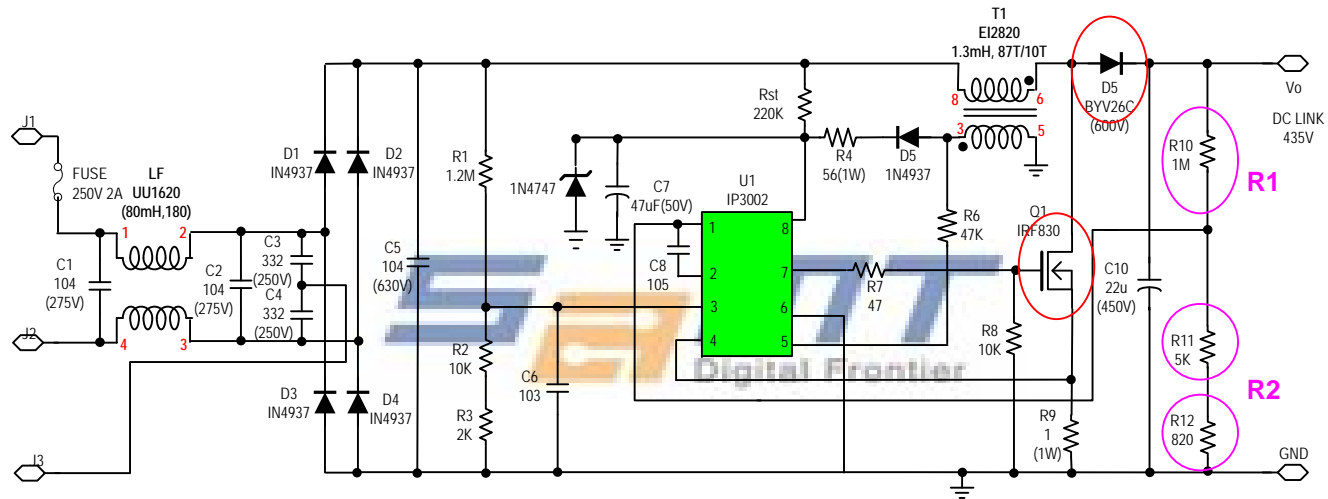 T1
EI2820
1.3mH, 87T/10T
8
6
3
5
D5
BYV26C
(600V)
Vo
DC LINK
435V
Rst
220K
J1
FUSE
250V 2A
LF
UU1620
(80mH,180)
1
2
4
3
D1
IN4937
D2
IN4937
R1
1.2M
1N4747
C7
47uF(50V)
R4
56(1W)
D5
1N4937
U1
IP3002
1
2
3
4
8
7
6
5
R6
47K
Q1
IRF830
R10
1M
R1
C1
104
(275V)
C2
104
(275V)
C3
332
(250V)
C4
332
(250V)
C5
104
(630V)
C8
105
R7
47
C10
22u
(450V)
J2
R2
10K
C6
103
R8
10K
R11
5K
R2
Digital Frontier
D3
IN4937
D4
IN4937
R3
2K
R9
1
(1W)
R12
820
J3
GND